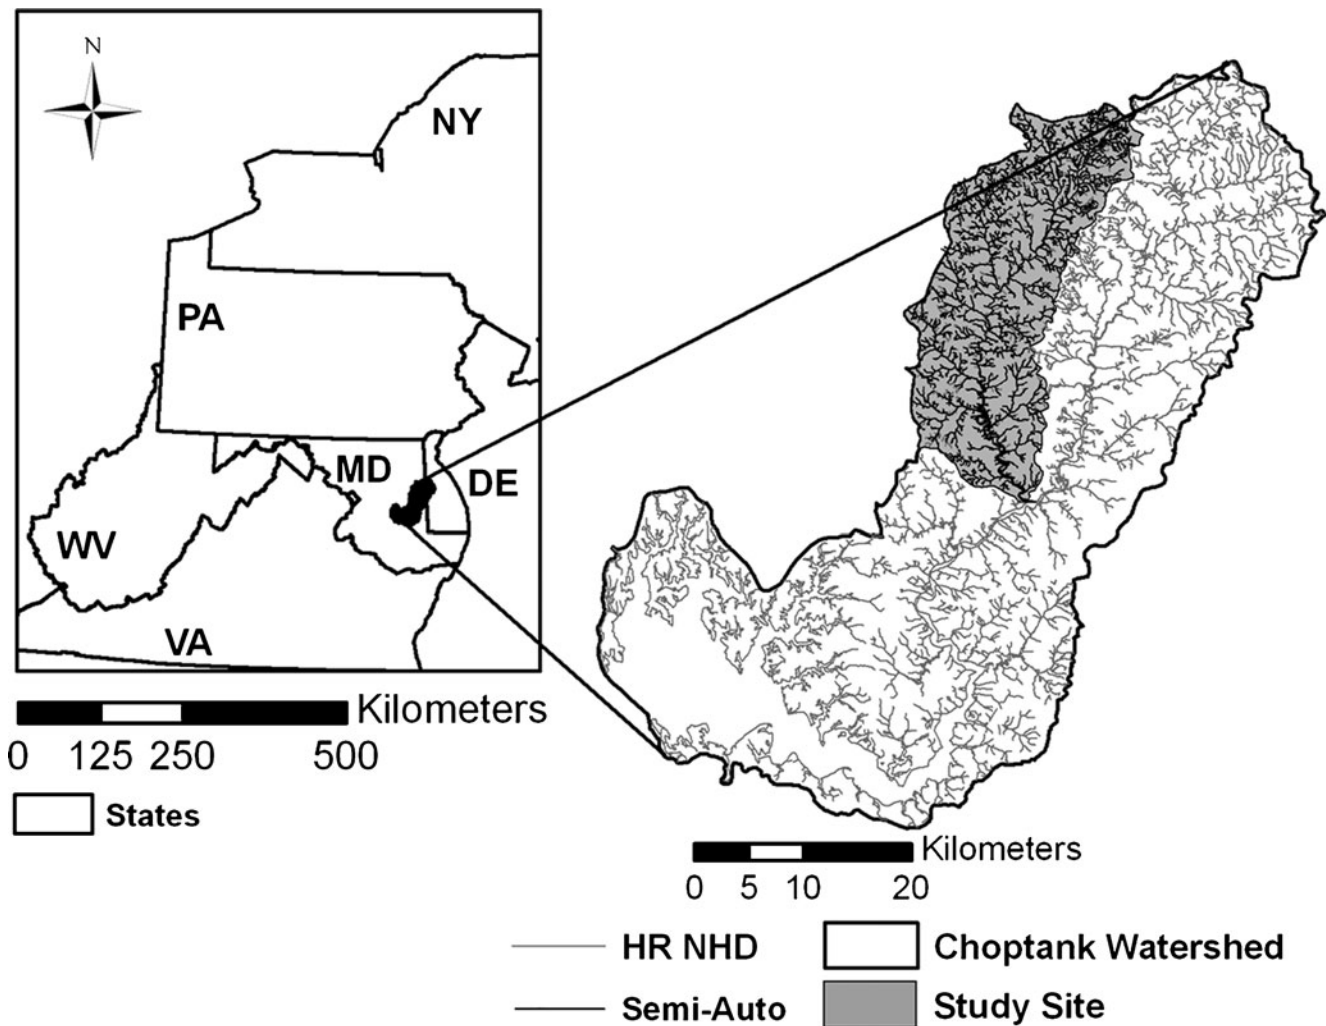 N
NY
PA
MD
DE
WV
VA
Kilometers
0 125 250 500
States
Kilometers
0 5 10 20
HR NHD
Choptank Watershed
Semi-Auto
Study Site